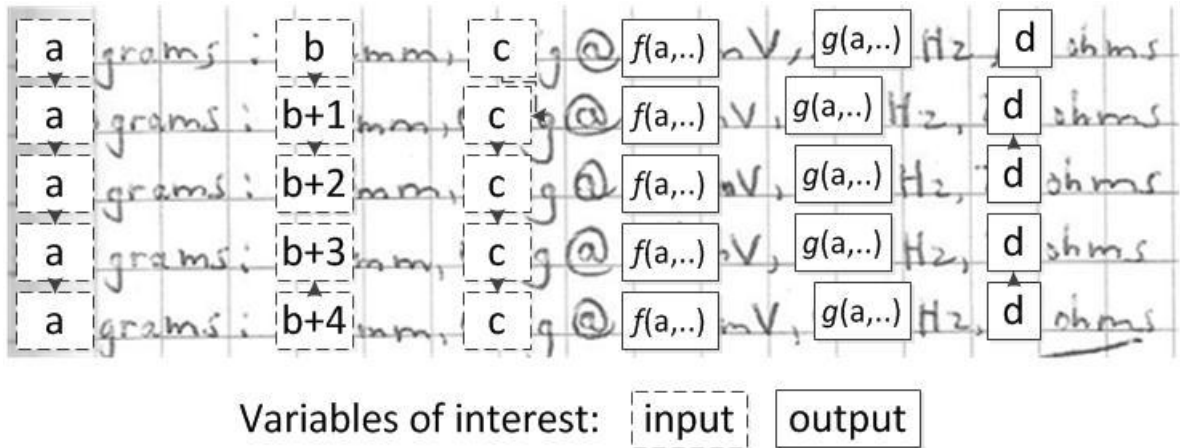 a grams : b mm, c g @ f(a,..) mV, g(a,..) Hz, d ohms
a grams : b+1 mm, c g @ f(a,..) mV, g(a,..) Hz, d ohms
a grams : b+2 mm, c g @ f(a,..) mV, g(a,..) Hz, d ohms
a grams : b+3 mm, c g @ f(a,..) mV, g(a,..) Hz, d ohms
a grams : b+4 mm, c g @ f(a,..) mV, g(a,..) Hz, d ohms
Variables of interest: input output